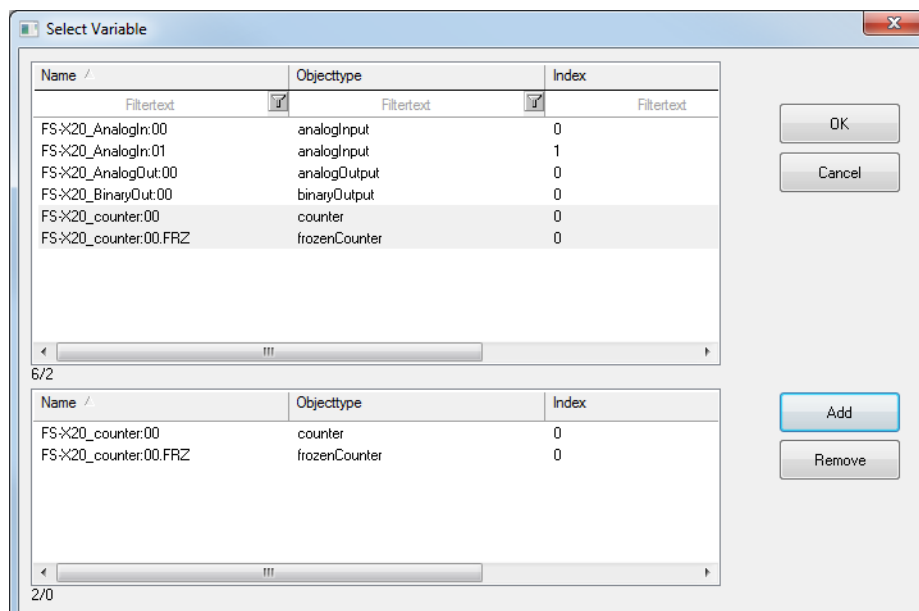 Select Variable
Name Objecttype Index
Filtertext Filtertext Filtertext
FS-X20_AnalogIn:00 analogInput 0
FS-X20_AnalogIn:01 analogInput 1
FS-X20_AnalogOut:00 analogOutput 0
FS-X20_BinaryOut:00 binaryOutput 0
FS-X20_counter:00 counter 0
FS-X20_counter:00.FRZ frozenCounter 0
6/2
OK
Cancel
Name Objecttype Index
FS-X20_counter:00 counter 0
FS-X20_counter:00.FRZ frozenCounter 0
2/0
Add
Remove